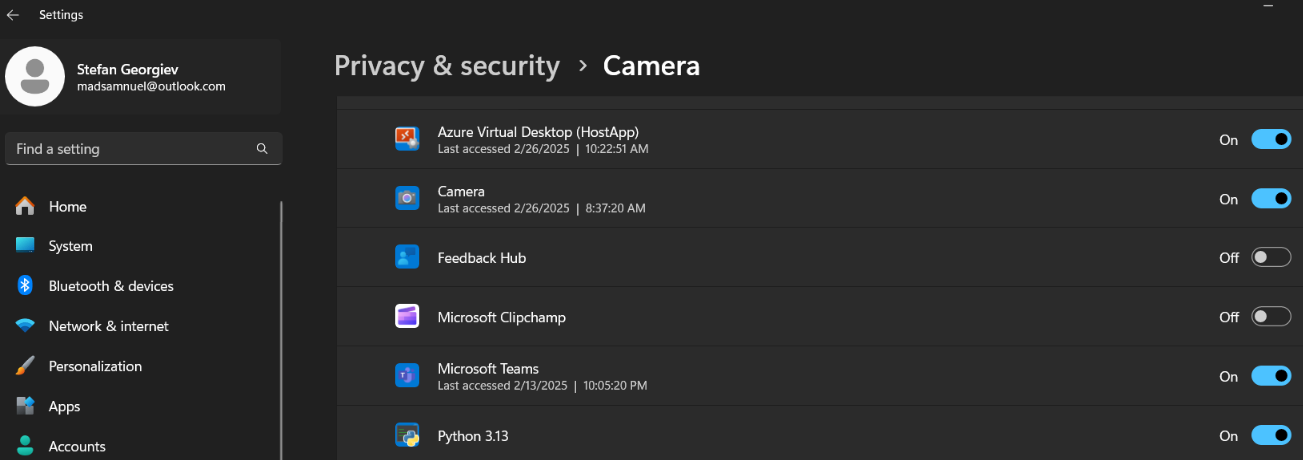 Settings
Stefan Georgiev
madsamnuel@outlook.com
Find a setting
Home
System
Bluetooth & devices
Network & internet
Personalization
Apps
Accounts
Privacy & security > Camera
Azure Virtual Desktop (HostApp)
Last accessed 2/26/2025 | 10:22:51 AM
On
Camera
Last accessed 2/26/2025 | 8:37:20 AM
On
Feedback Hub
Off
Microsoft Clipchamp
Off
Microsoft Teams
Last accessed 2/13/2025 | 10:05:20 PM
On
Python 3.13
On